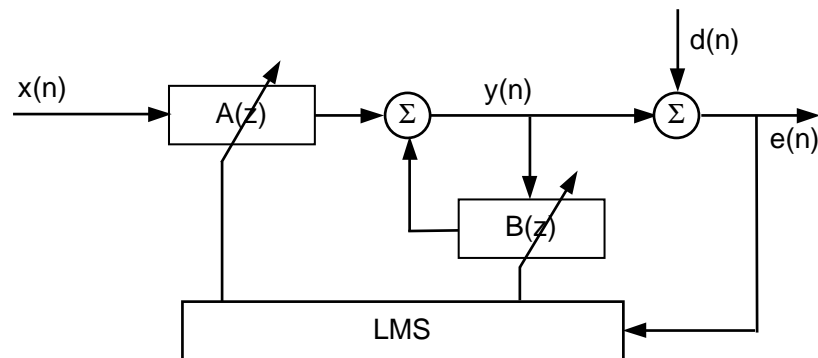 d(n)
x(n)
A(z)
Σ
y(n)
Σ
e(n)
B(z)
LMS